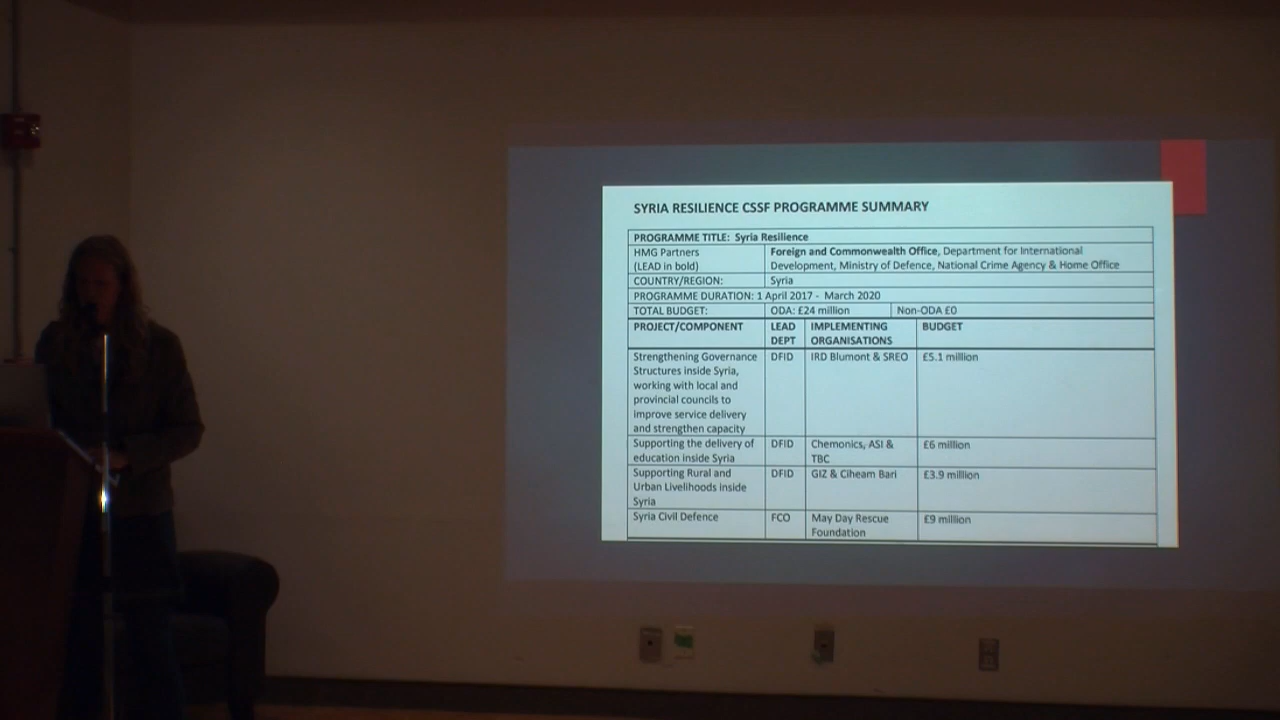 SYRIA RESILIENCE CSSF PROGRAMME SUMMARY
PROGRAMME TITLE: Syria Resilience
HMG Partners
(LEAD in bold)
Foreign and Commonwealth Office, Department for International
Development, Ministry of Defence, National Crime Agency & Home Office
COUNTRY/REGION:
Syria
PROGRAMME DURATION: 1 April 2017 - March 2020
TOTAL BUDGET:
ODA: £24 million
Non-ODA £0
PROJECT/COMPONENT
LEAD
DEPT
IMPLEMENTING
ORGANISATIONS
BUDGET
Strengthening Governance
Structures inside Syria,
working with local and
provincial councils to
improve service delivery
and strengthen capacity
DFID
IRD Blumont & SREO
£5.1 million
Supporting the delivery of
education inside Syria
DFID
Chemonics, ASI &
TBC
£6 million
Supporting Rural and
Urban Livelihoods inside
Syria
DFID
GIZ & Ciheam Bari
£3.9 million
Syria Civil Defence
FCO
May Day Rescue
Foundation
£9 million